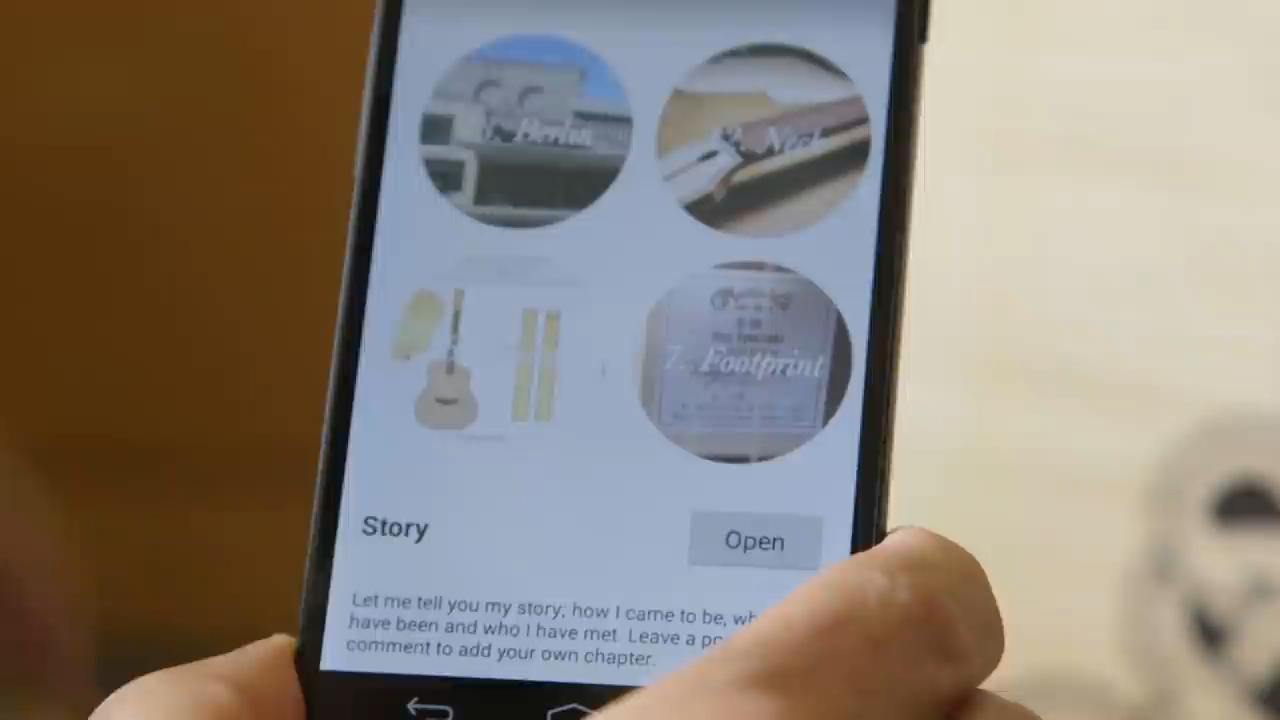 Neck
7. Footprint
Story
Open
Let me tell you my story; how I came to be, wh
have been and who I have met. Leave a
comment to add your own chapter.